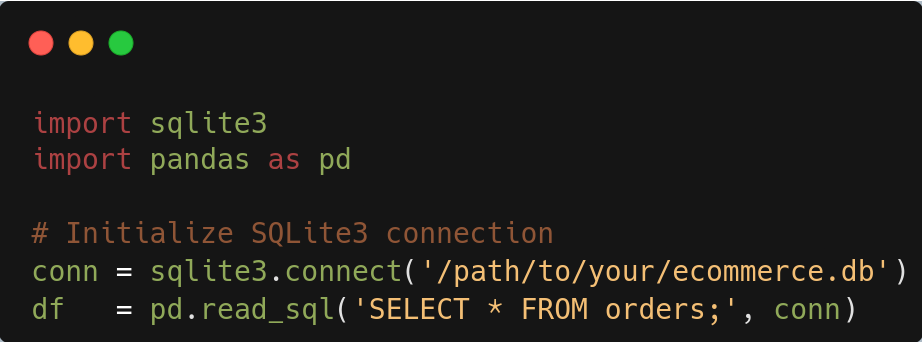 import sqlite3
import pandas as pd
# Initialize SQLite3 connection
conn = sqlite3.connect('/path/to/your/ecommerce.db')
df   = pd.read_sql('SELECT * FROM orders;', conn)